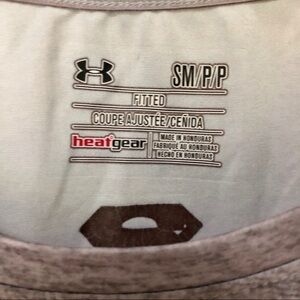 SM/P/P
FITTED
COUPE AJUSTÉE/CEÑIDA
heatgear
MADE IN HONDURAS
FABRIQUÉ AU HONDURAS
HECHO EN HONDURAS